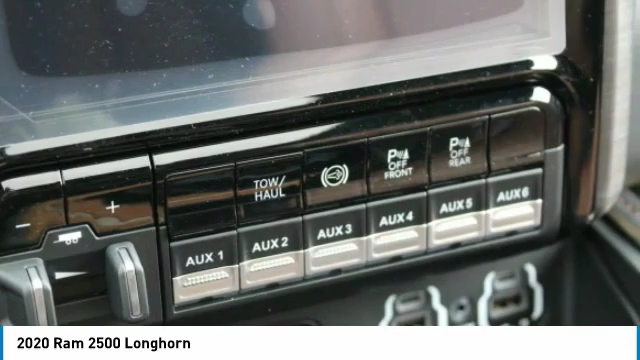 TOW/
HAUL
P
OFF
FRONT
P
OFF
REAR
- +
AUX 1 AUX 2 AUX 3 AUX 4 AUX 5 AUX 6
2020 Ram 2500 Longhorn